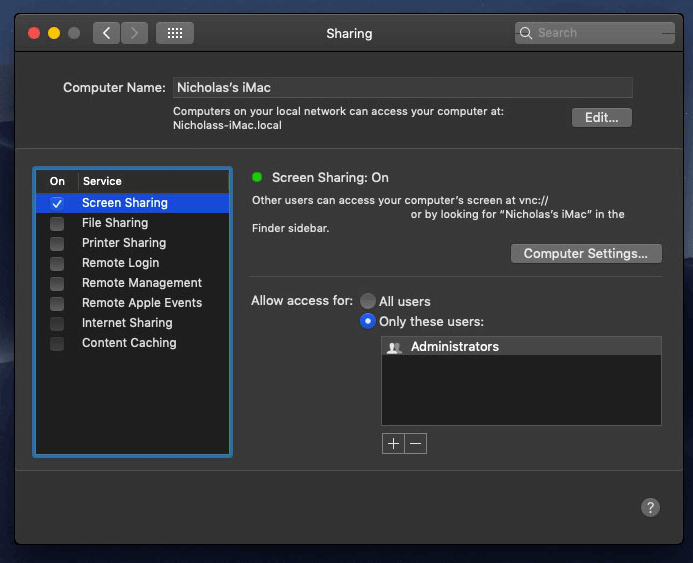 Sharing
Search
Computer Name:
Nicholas's iMac
Computers on your local network can access your computer at:
Nicholass-iMac.local
Edit...
On
Service
Screen Sharing
File Sharing
Printer Sharing
Remote Login
Remote Management
Remote Apple Events
Internet Sharing
Content Caching
Screen Sharing: On
Other users can access your computer's screen at vnc://
or by looking for “Nicholas's iMac” in the
Finder sidebar.
Computer Settings...
Allow access for:
All users
Only these users:
Administrators
+ −
?